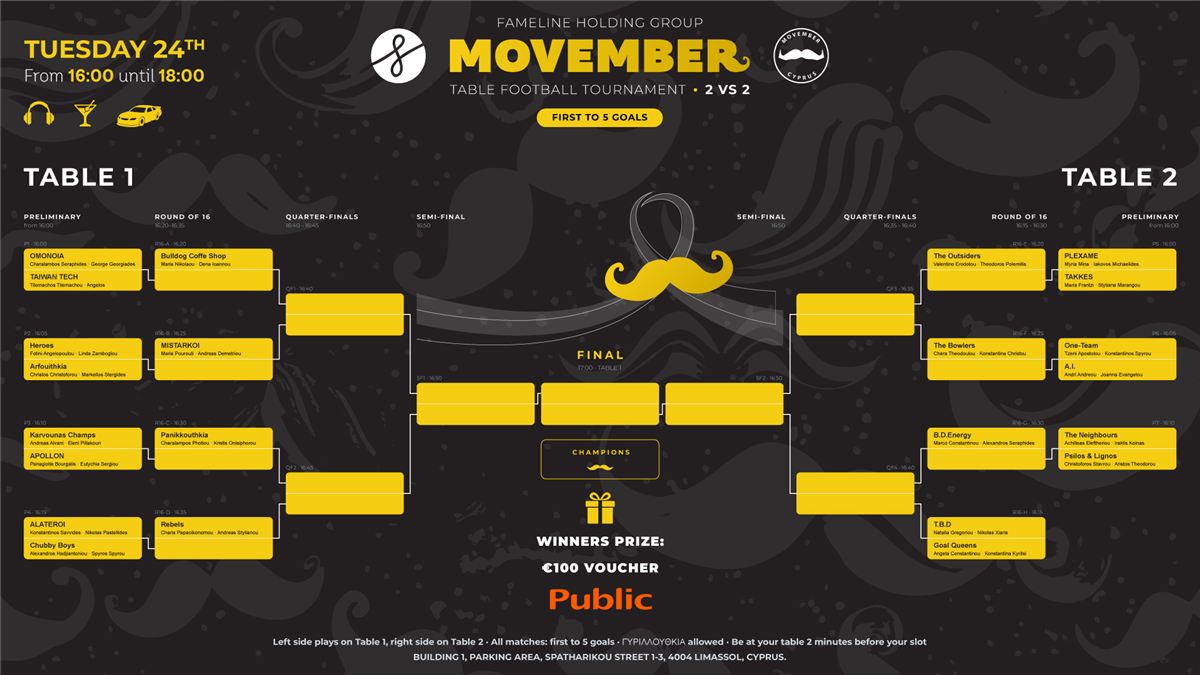 FAMELINE HOLDING GROUP
MOVEMBER
TABLE FOOTBALL TOURNAMENT • 2 VS 2
FIRST TO 5 GOALS
MOVEMBER
CYPRUS
TUESDAY 24TH
From 16:00 until 18:00
TABLE 1
TABLE 2
PRELIMINARY
from 16:00
ROUND OF 16
16:20-16:35
QUARTER-FINALS
16:40 - 16:45
SEMI-FINAL
16:50
SEMI-FINAL
16:50
QUARTER-FINALS
16:35 - 16:40
ROUND OF 16
16:15 - 16:30
PRELIMINARY
from 16:00
P1 · 16:00
OMONOIA
Charalambos Seraphides · George Georgiades
TAIWAN TECH
Tilemachos Tilemachou · Angelos
P2 · 16:05
Heroes
Fotini Angelopoulou · Linda Zamboglou
Arfouithkia
Christos Christoforou · Markellos Stergides
P3 · 16:10
Karvounas Champs
Andreas Alvani · Eleni Pillakouri
APOLLON
Panagiotis Bourgalis · Eutychia Sergiou
P4 · 16:15
ALATEROI
Konstantinos Savvides · Nikolas Pastellides
Chubby Boys
Alexandros Hadjiantoniou · Spyros Spyrou
R16-A · 16:20
Bulldog Coffe Shop
Maria Nikolaou · Dena Ioannou
R16-B · 16:25
MISTARKOI
Maria Pourouti · Andreas Demetriou
R16-C · 16:30
Panikkouthkia
Charalampos Photiou · Kristis Onisiphorou
R16-D · 16:35
Rebels
Charis Papaoikonomou · Andreas Stylianou
QF1 · 16:40
QF2 · 16:45
SF1 · 16:50
FINAL
17:00 · TABLE 1
SF2 · 16:50
CHAMPIONS
QF3 · 16:35
QF4 · 16:40
R16-E · 16:20
The Outsiders
Valentino Erodotou · Theodoros Polemitis
R16-F · 16:25
The Bowlers
Chara Theodoulou · Konstantina Christou
R16-G · 16:30
B.D.Energy
Marco Constantinou · Alexandros Seraphides
R16-H · 16:15
T.B.D
Natalia Gregoriou · Nikolas Xiaris
Goal Queens
Angela Constantinou · Konstantina Kyritsi
P5 · 16:00
PLEXAME
Myria Mina · Iakovos Michaelides
TAKKES
Maria Frantzi · Styliana Marangou
P6 · 16:05
One-Team
Tzeni Apostolou · Konstantinos Spyrou
A.I.
Andri Andreou · Joanna Evangelou
P7 · 16:10
The Neighbours
Achilleas Eleftheriou · Iraklis Koinas
Psilos & Lignos
Christoforos Stavrou · Aristos Theodorou
WINNERS PRIZE:
€100 VOUCHER
Public
Left side plays on Table 1, right side on Table 2 · All matches: first to 5 goals · ΓΥΡΙΛΛΟΥΘΚΙΑ allowed · Be at your table 2 minutes before your slot
BUILDING 1, PARKING AREA, SPATHARIKOU STREET 1-3, 4004 LIMASSOL, CYPRUS.